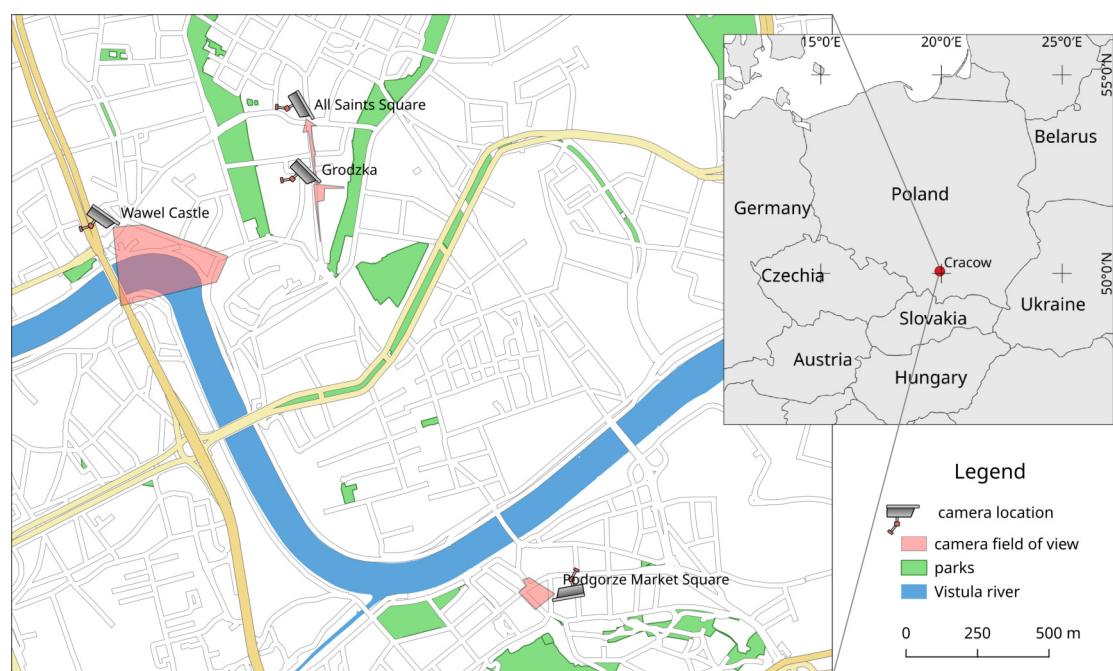 All Saints Square
Grodzka
Wawel Castle
Podgorze Market Square
15°0'E
20°0'E
25°0'E
55°0'N
Belarus
Poland
Germany
Cracow
50°0'N
Czechia
Ukraine
Slovakia
Austria
Hungary
Legend
camera location
camera field of view
parks
Vistula river
0 250 500 m